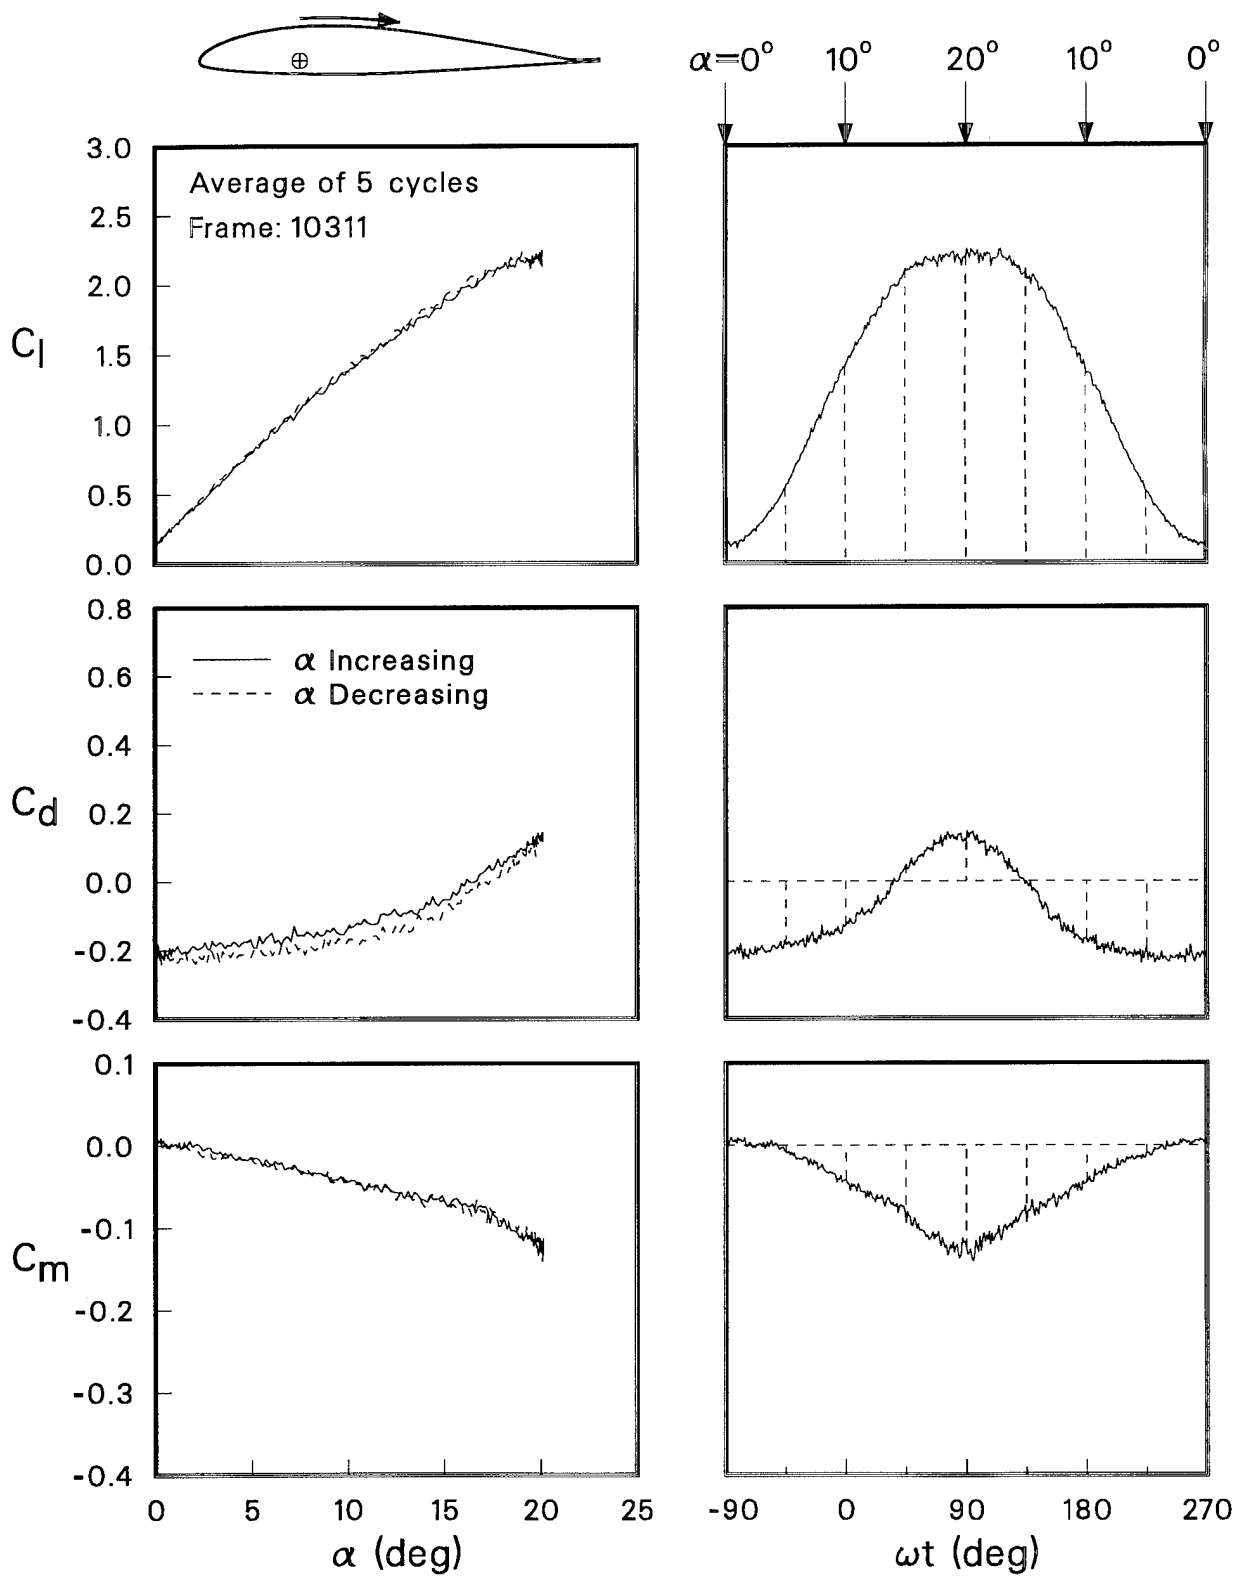 α=0° 10° 20° 10° 0°
3.0
Average of 5 cycles
2.5
Frame: 10311
2.0
C_l
1.5
1.0
0.5
0.0
0.8
α Increasing
0.6
α Decreasing
0.4
C_d
0.2
0.0
-0.2
-0.4
0.1
0.0
-0.1
C_m
-0.2
-0.3
-0.4
0 5 10 15 20 25
α (deg)
-90 0 90 180 270
ωt (deg)